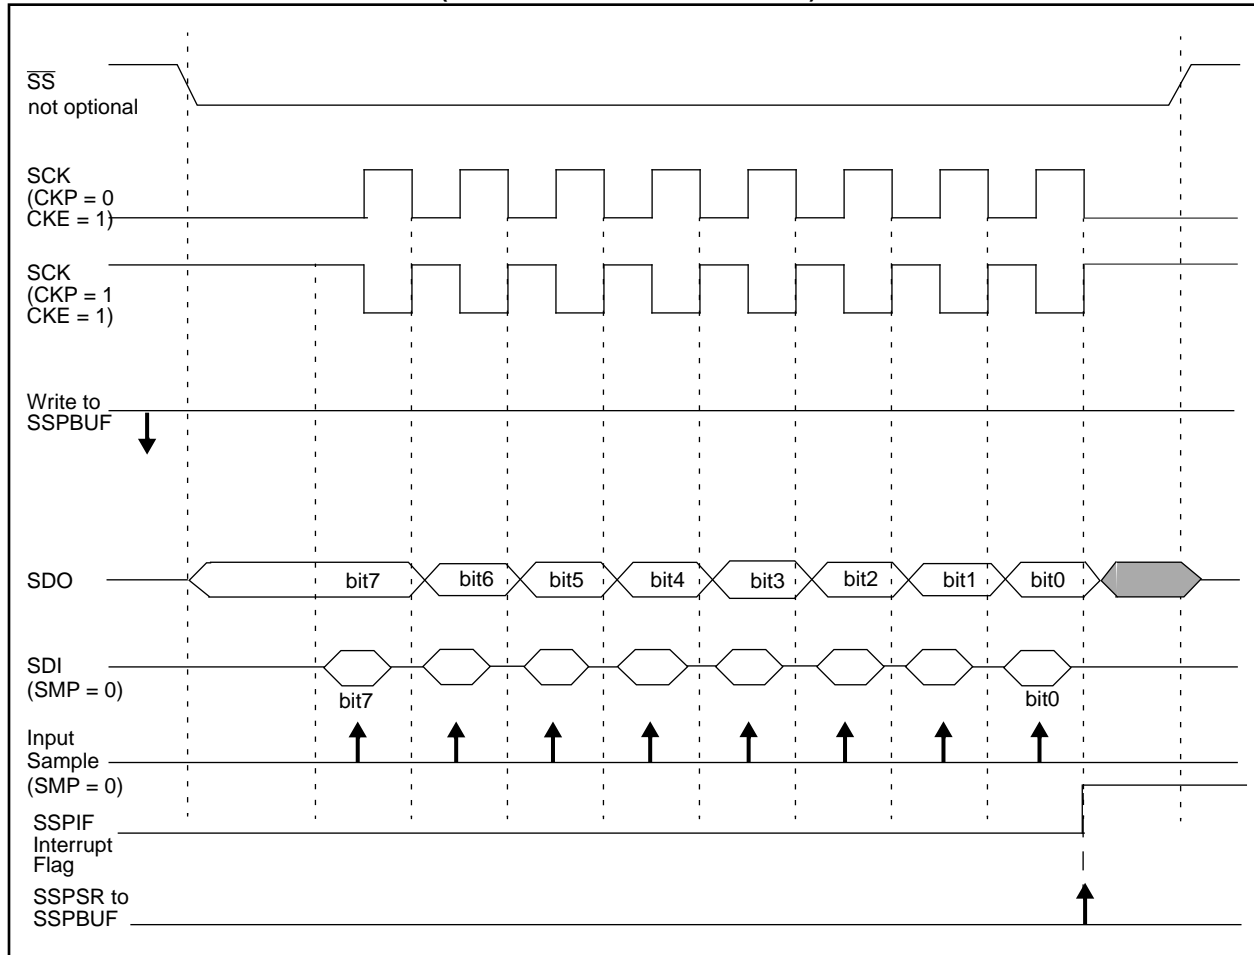 SS
not optional
SCK
(CKP = 0
CKE = 1)
SCK
(CKP = 1
CKE = 1)
Write to
SSPBUF
SDO
bit7
bit6
bit5
bit4
bit3
bit2
bit1
bit0
SDI
(SMP = 0)
bit7
bit0
Input
Sample
(SMP = 0)
SSPIF
Interrupt
Flag
SSPSR to
SSPBUF